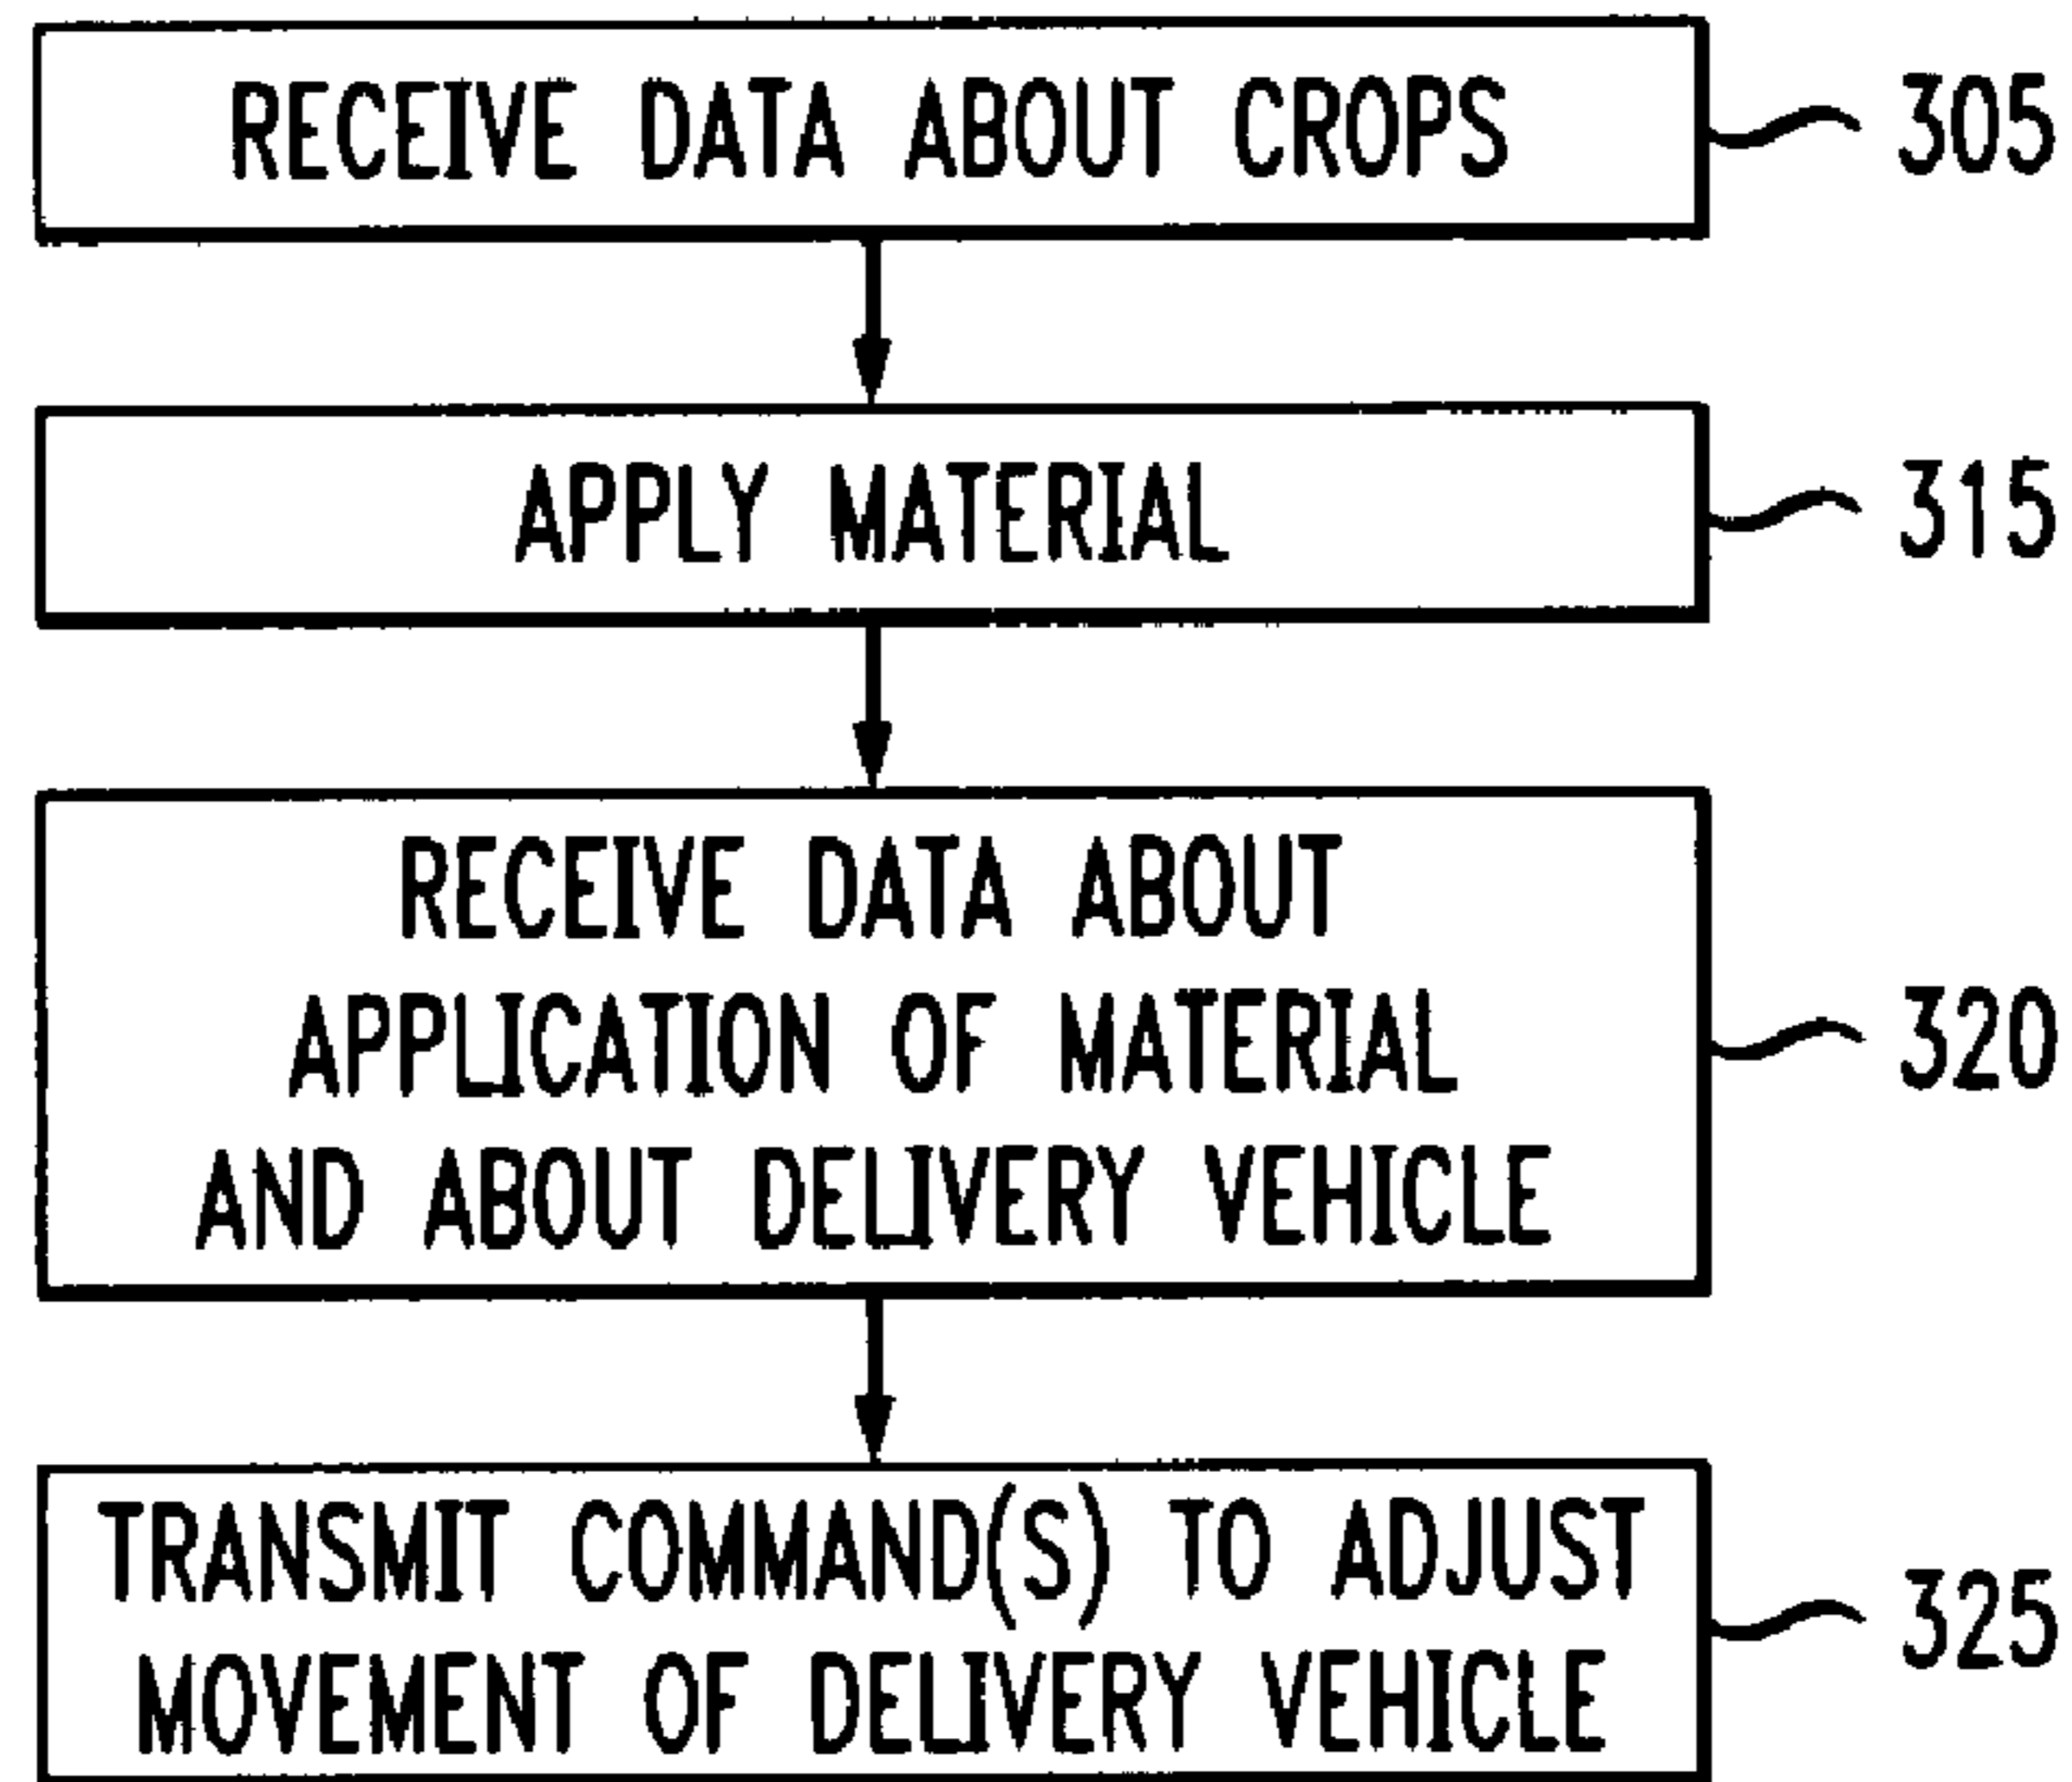 RECEIVE DATA ABOUT CROPS
305
APPLY MATERIAL
315
RECEIVE DATA ABOUT
APPLICATION OF MATERIAL
AND ABOUT DELIVERY VEHICLE
320
TRANSMIT COMMAND(S) TO ADJUST
MOVEMENT OF DELIVERY VEHICLE
325